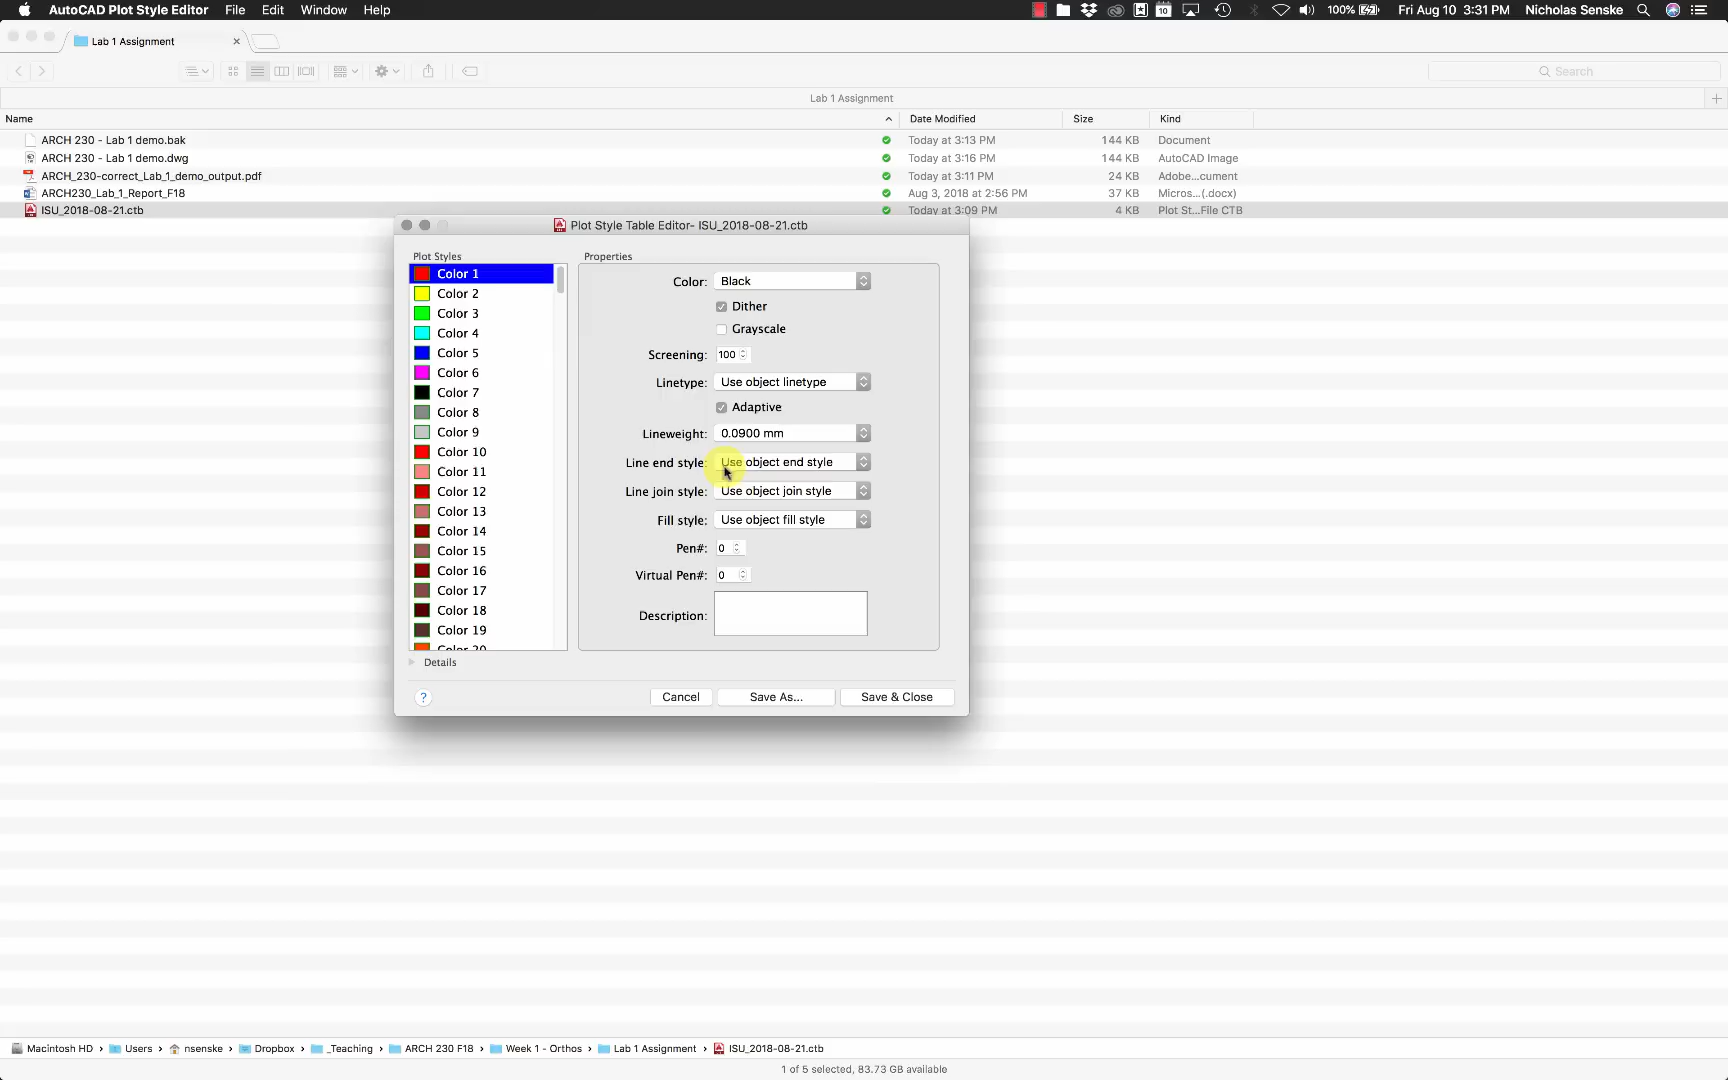 AutoCAD Plot Style Editor File Edit Window Help 10 100% Fri Aug 10 3:31 PM Nicholas Senske
Lab 1 Assignment
Search
Lab 1 Assignment
Name Date Modified Size Kind
ARCH 230 - Lab 1 demo.bak Today at 3:13 PM 144 KB Document
ARCH 230 - Lab 1 demo.dwg Today at 3:16 PM 144 KB AutoCAD Image
ARCH_230-correct_Lab_1_demo_output.pdf Today at 3:11 PM 24 KB Adobe...cument
ARCH230_Lab_1_Report_F18 Aug 3, 2018 at 2:56 PM 37 KB Micros...(.docx)
ISU_2018-08-21.ctb Today at 3:09 PM 4 KB Plot St...File CTB
Plot Style Table Editor- ISU_2018-08-21.ctb
Plot Styles
Color 1
Color 2
Color 3
Color 4
Color 5
Color 6
Color 7
Color 8
Color 9
Color 10
Color 11
Color 12
Color 13
Color 14
Color 15
Color 16
Color 17
Color 18
Color 19
Color 20
Details
Properties
Color: Black
Dither
Grayscale
Screening: 100
Linetype: Use object linetype
Adaptive
Lineweight: 0.0900 mm
Line end style: Use object end style
Line join style: Use object join style
Fill style: Use object fill style
Pen#: 0
Virtual Pen#: 0
Description:
? Cancel Save As... Save & Close
Macintosh HD › Users › nsenske › Dropbox › _Teaching › ARCH 230 F18 › Week 1 - Orthos › Lab 1 Assignment › ISU_2018-08-21.ctb
1 of 5 selected, 83.73 GB available